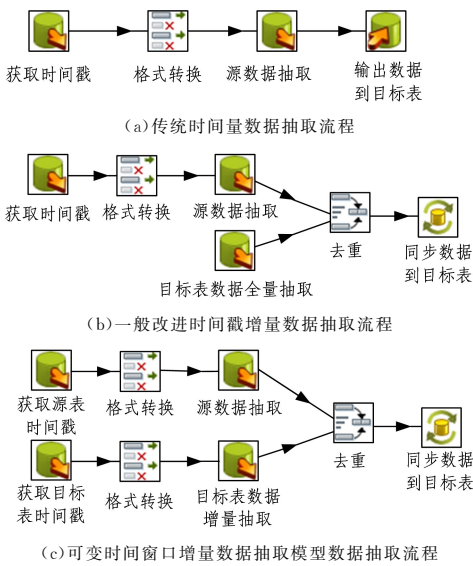 获取时间戳
格式转换
源数据抽取
输出数据
到目标表
(a)传统时间量数据抽取流程
获取时间戳
格式转换
源数据抽取
目标表数据全量抽取
去重
同步数据
到目标表
(b)一般改进时间戳增量数据抽取流程
获取源表
时间戳
格式转换
源数据抽取
获取目标
表时间戳
格式转换
目标表数据
增量抽取
去重
同步数据
到目标表
(c)可变时间窗口增量数据抽取模型数据抽取流程